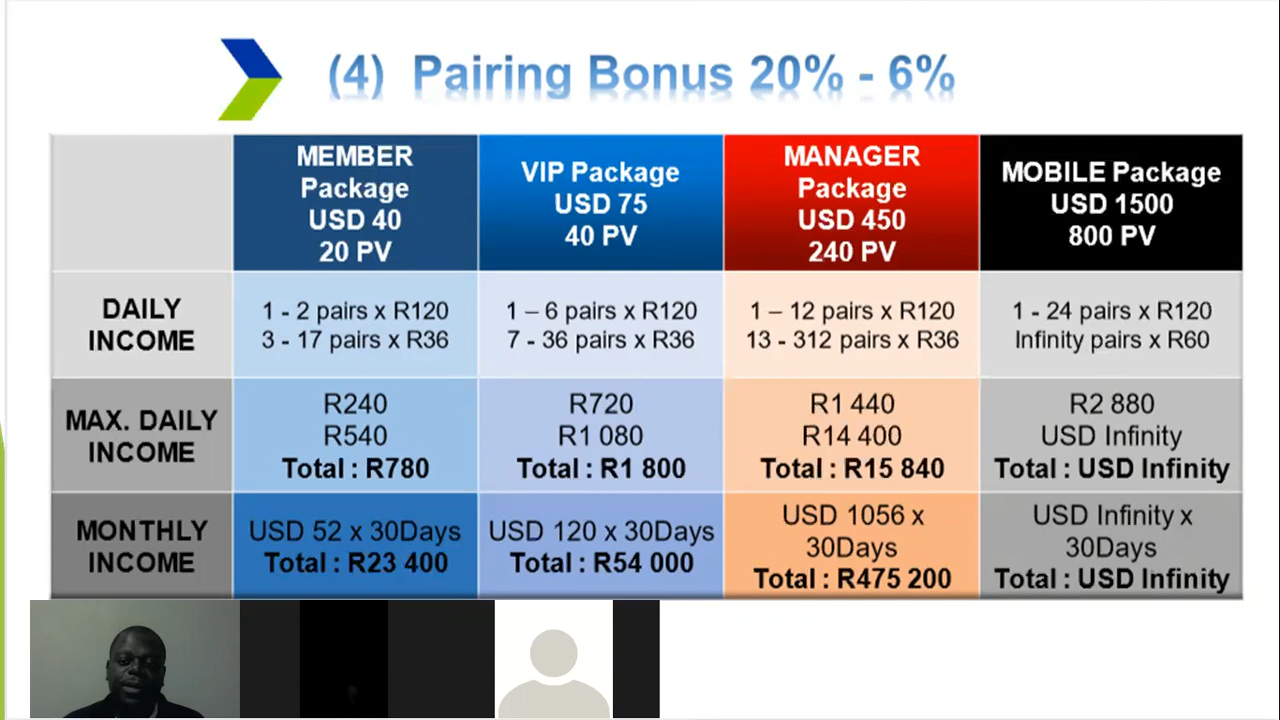 (4) Pairing Bonus 20% - 6%
MEMBER
Package
USD 40
20 PV
VIP Package
USD 75
40 PV
MANAGER
Package
USD 450
240 PV
MOBILE Package
USD 1500
800 PV
DAILY
INCOME
1 - 2 pairs x R120
3 - 17 pairs x R36
1 – 6 pairs x R120
7 - 36 pairs x R36
1 – 12 pairs x R120
13 - 312 pairs x R36
1 - 24 pairs x R120
Infinity pairs x R60
MAX. DAILY
INCOME
R240
R540
Total : R780
R720
R1 080
Total : R1 800
R1 440
R14 400
Total : R15 840
R2 880
USD Infinity
Total : USD Infinity
MONTHLY
INCOME
USD 52 x 30Days
Total : R23 400
USD 120 x 30Days
Total : R54 000
USD 1056 x
30Days
Total : R475 200
USD Infinity x
30Days
Total : USD Infinity